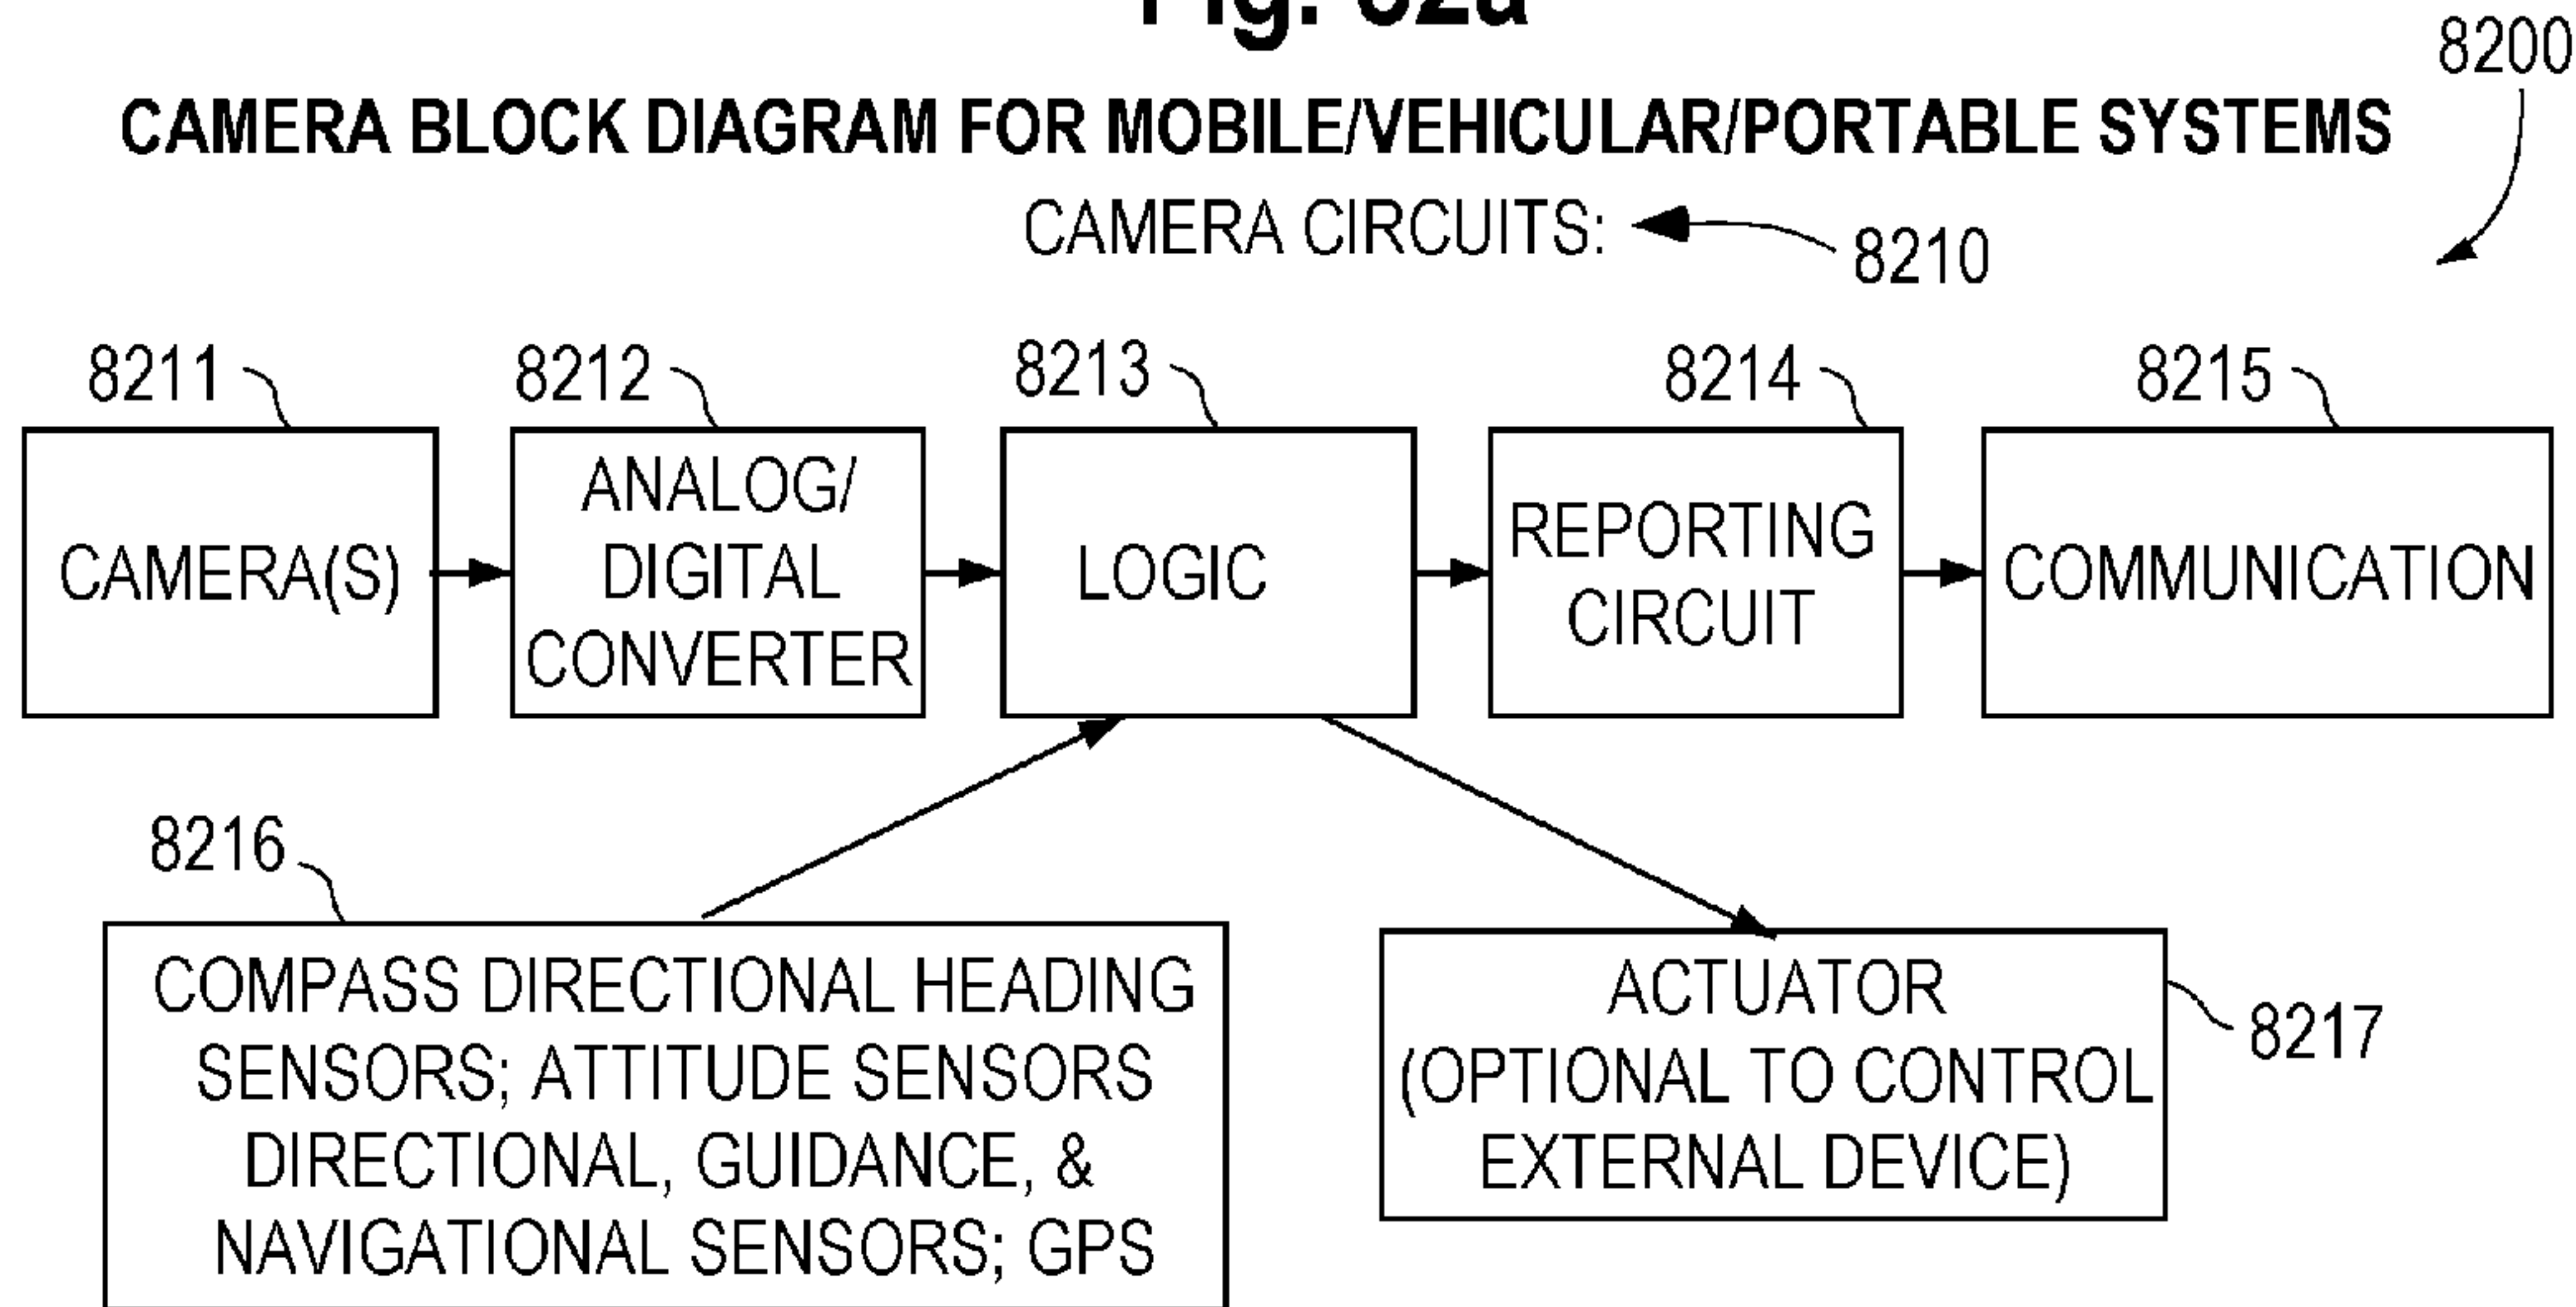 Fig. 82a
8200
CAMERA BLOCK DIAGRAM FOR MOBILE/VEHICULAR/PORTABLE SYSTEMS
CAMERA CIRCUITS:
8210
8211
8212
8213
8214
8215
CAMERA(S)
ANALOG/
DIGITAL
CONVERTER
LOGIC
REPORTING
CIRCUIT
COMMUNICATION
8216
COMPASS DIRECTIONAL HEADING
SENSORS; ATTITUDE SENSORS
DIRECTIONAL, GUIDANCE, &
NAVIGATIONAL SENSORS; GPS
ACTUATOR
(OPTIONAL TO CONTROL
EXTERNAL DEVICE)
8217